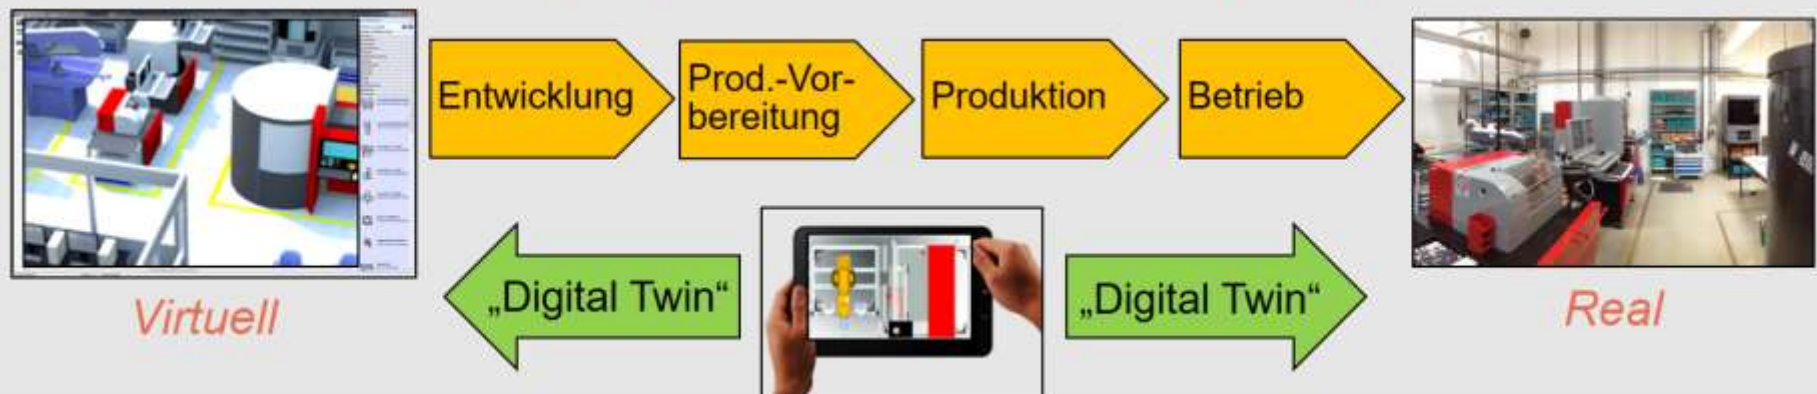 Entwicklung
Prod.-Vor-
bereitung
Produktion
Betrieb
Virtuell
„Digital Twin“
„Digital Twin“
Real